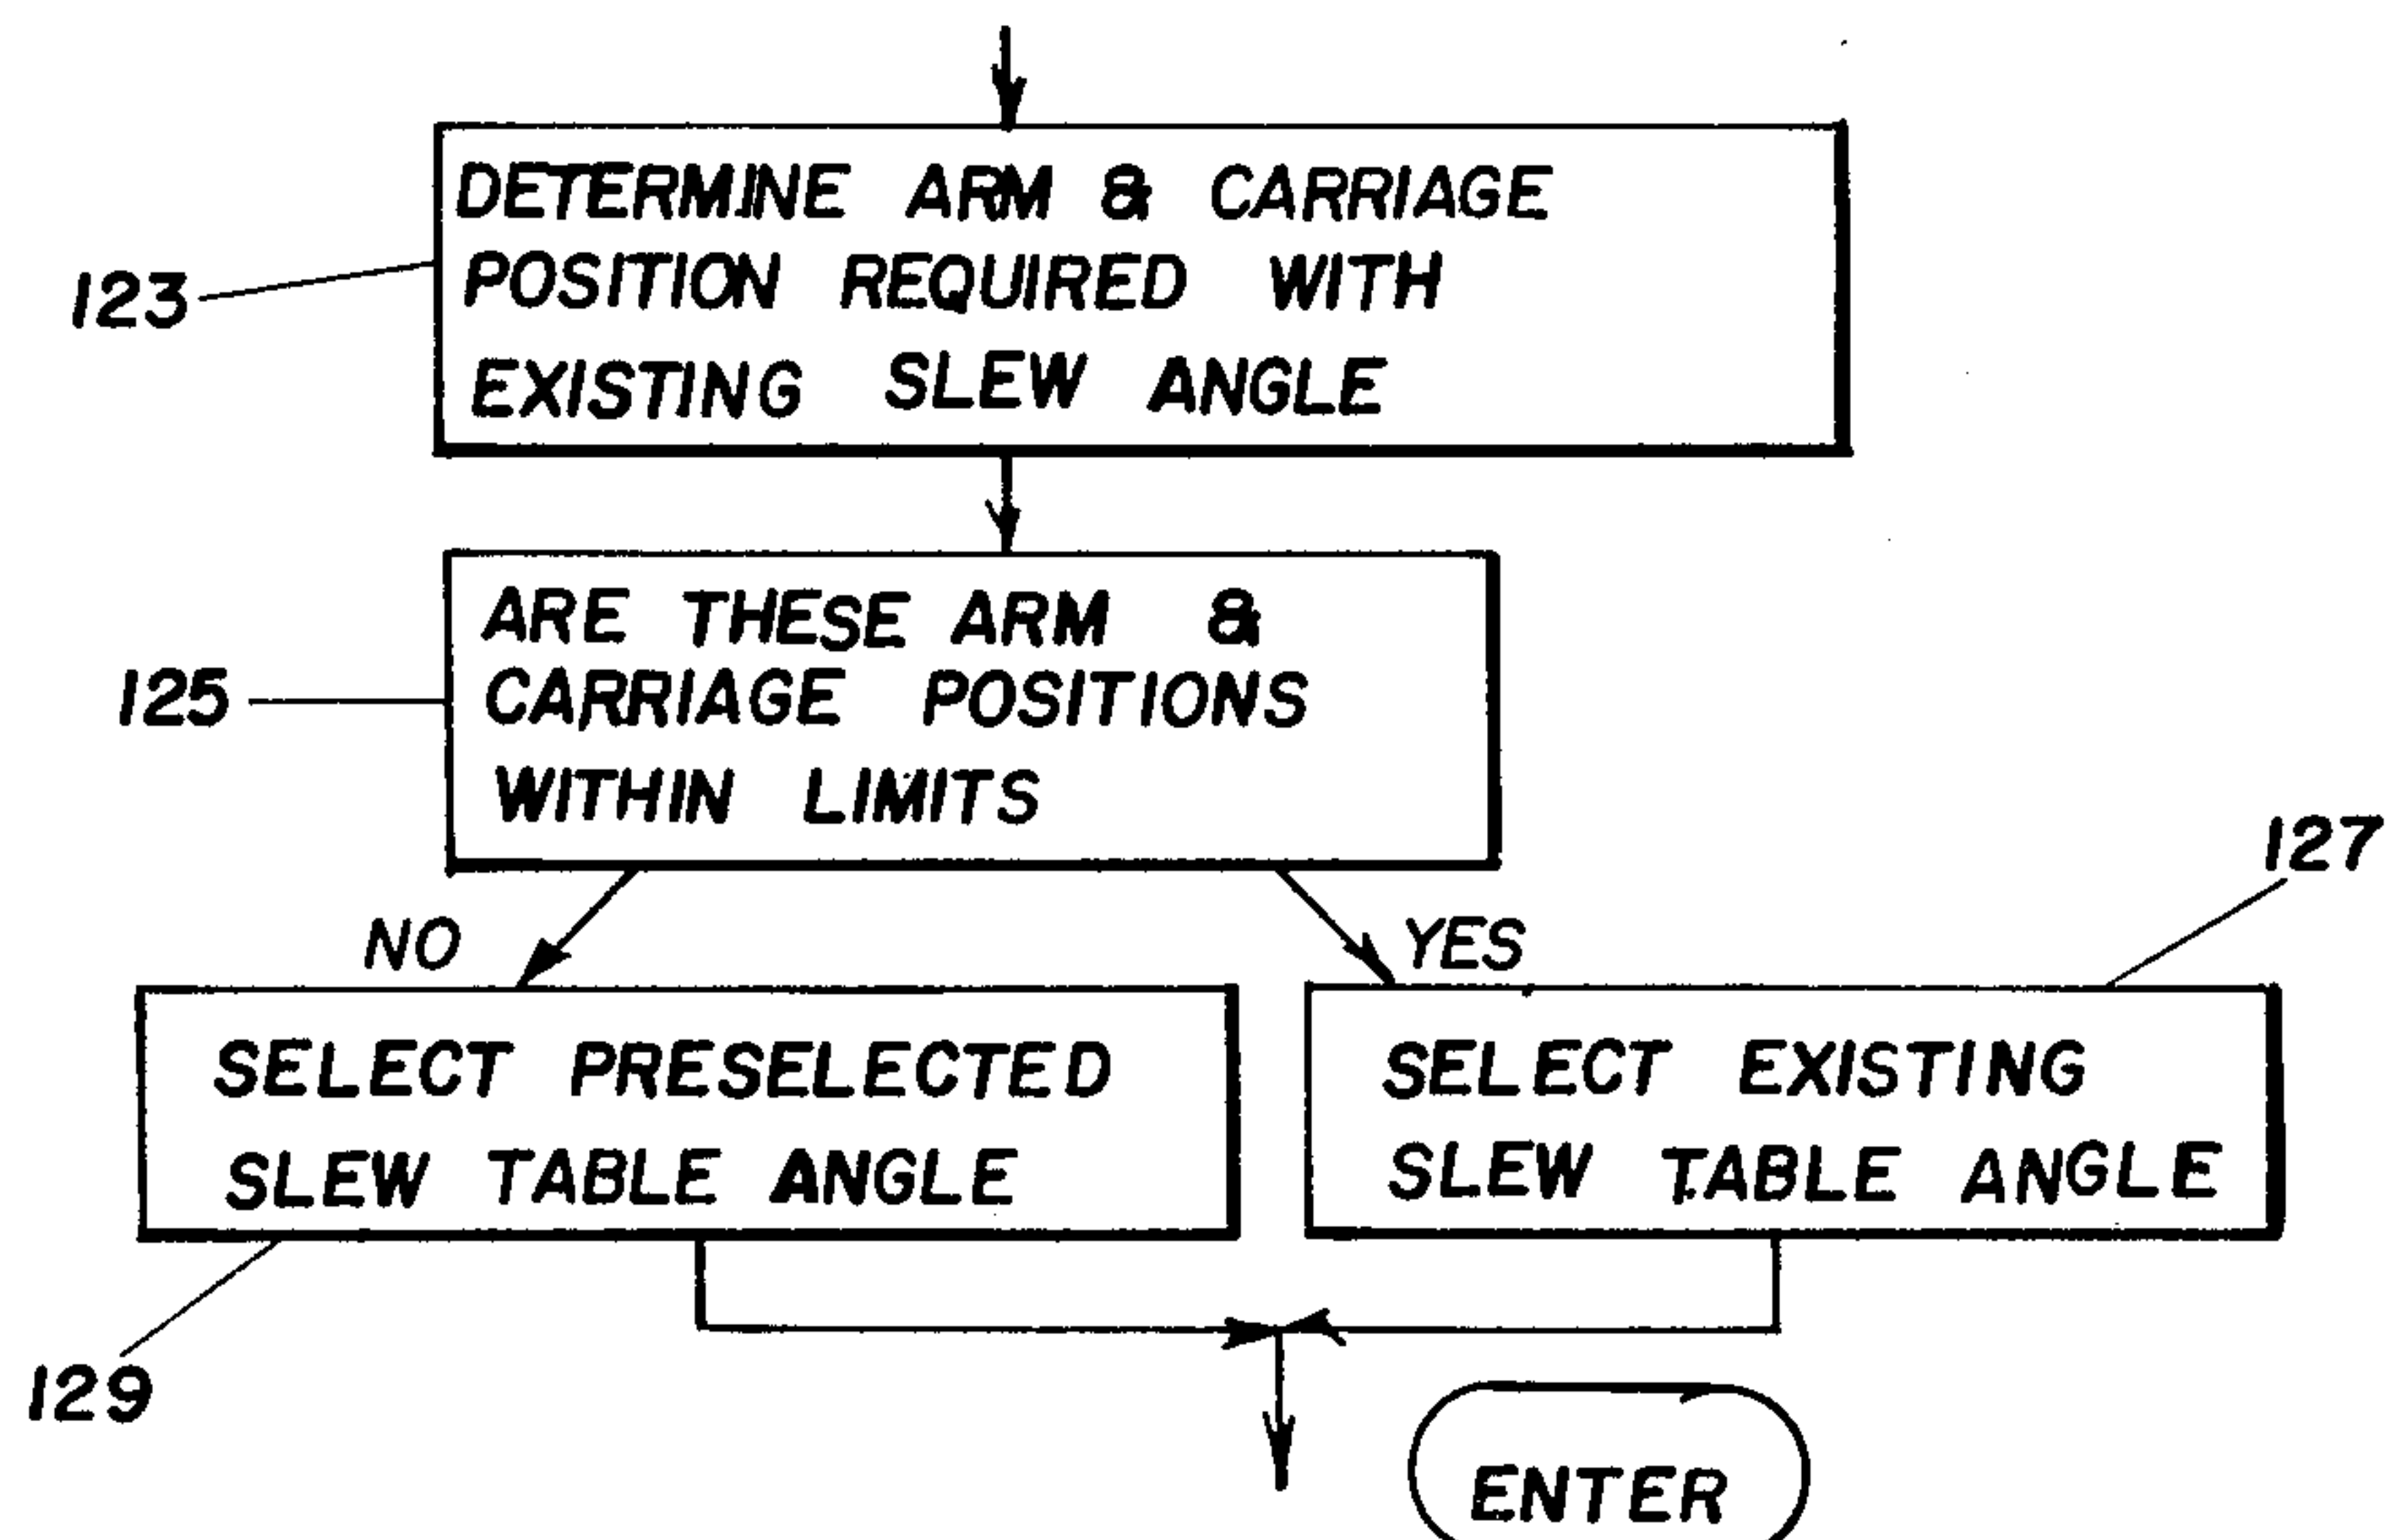 DETERMINE ARM & CARRIAGE
POSITION REQUIRED WITH
EXISTING SLEW ANGLE
123
ARE THESE ARM &
CARRIAGE POSITIONS
WITHIN LIMITS
125
127
NO
YES
SELECT PRESELECTED
SLEW TABLE ANGLE
SELECT EXISTING
SLEW TABLE ANGLE
129
ENTER